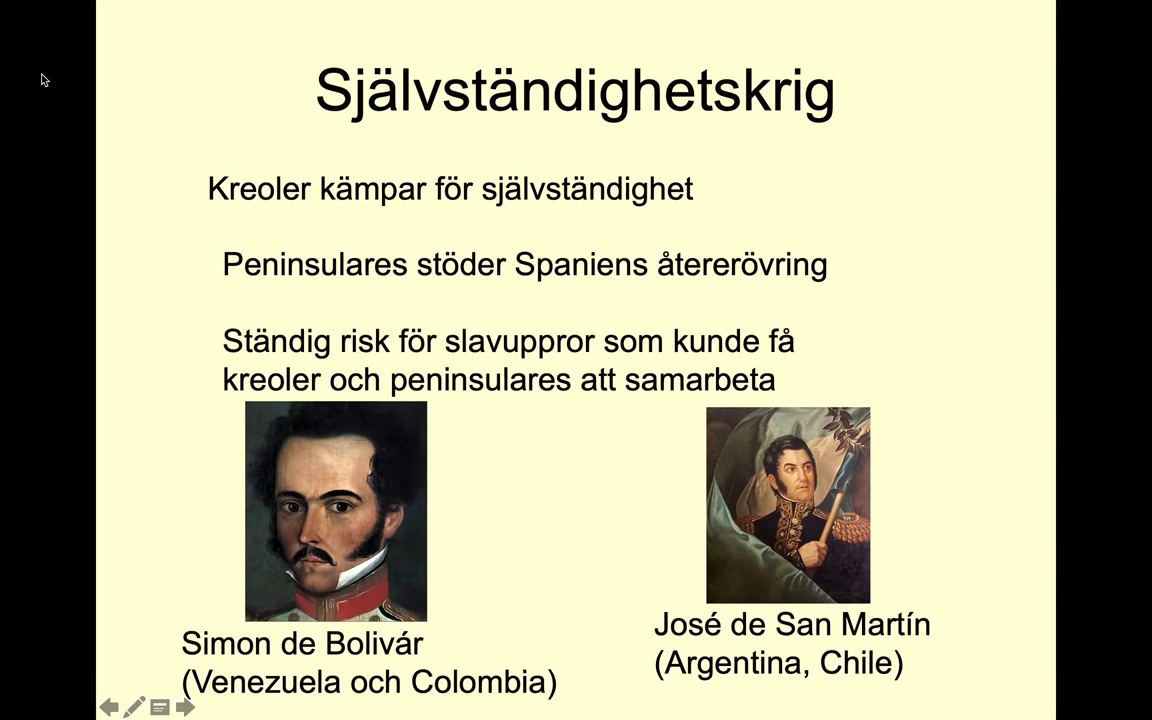 Självständighetskrig
Kreoler kämpar för självständighet
Peninsulares stöder Spaniens återerövring
Ständig risk för slavuppror som kunde få
kreoler och peninsulares att samarbeta
Simon de Bolivár
(Venezuela och Colombia)
José de San Martín
(Argentina, Chile)